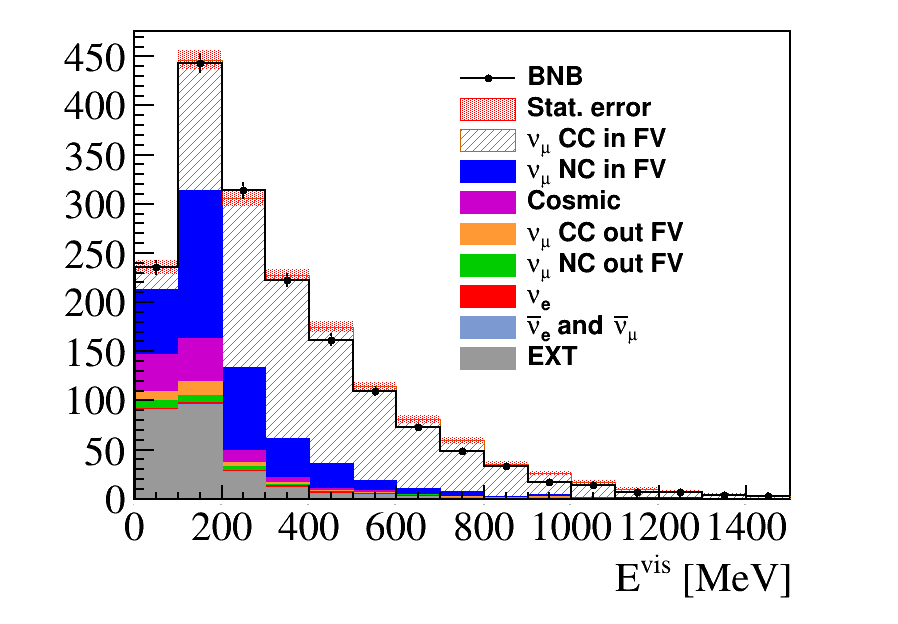 450
400
350
300
250
200
150
100
50
0
BNB
Stat. error
νμ CC in FV
νμ NC in FV
Cosmic
νμ CC out FV
νμ NC out FV
νe
ν̅e and ν̅μ
EXT
0 200 400 600 800 1000 1200 1400
E^vis [MeV]